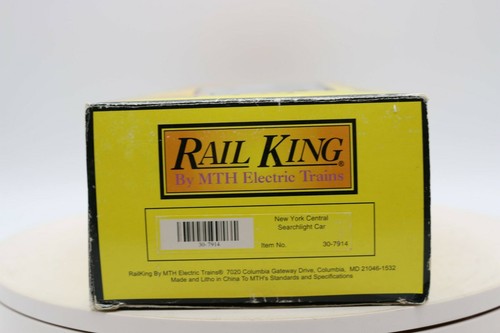 RAIL KING®
By MTH Electric Trains
New York Central
Searchlight Car
30-7914
Item No. 30-7914
RailKing By MTH Electric Trains® 7020 Columbia Gateway Drive, Columbia, MD 21046-1532
Made and Litho in China To MTH's Standards and Specifications